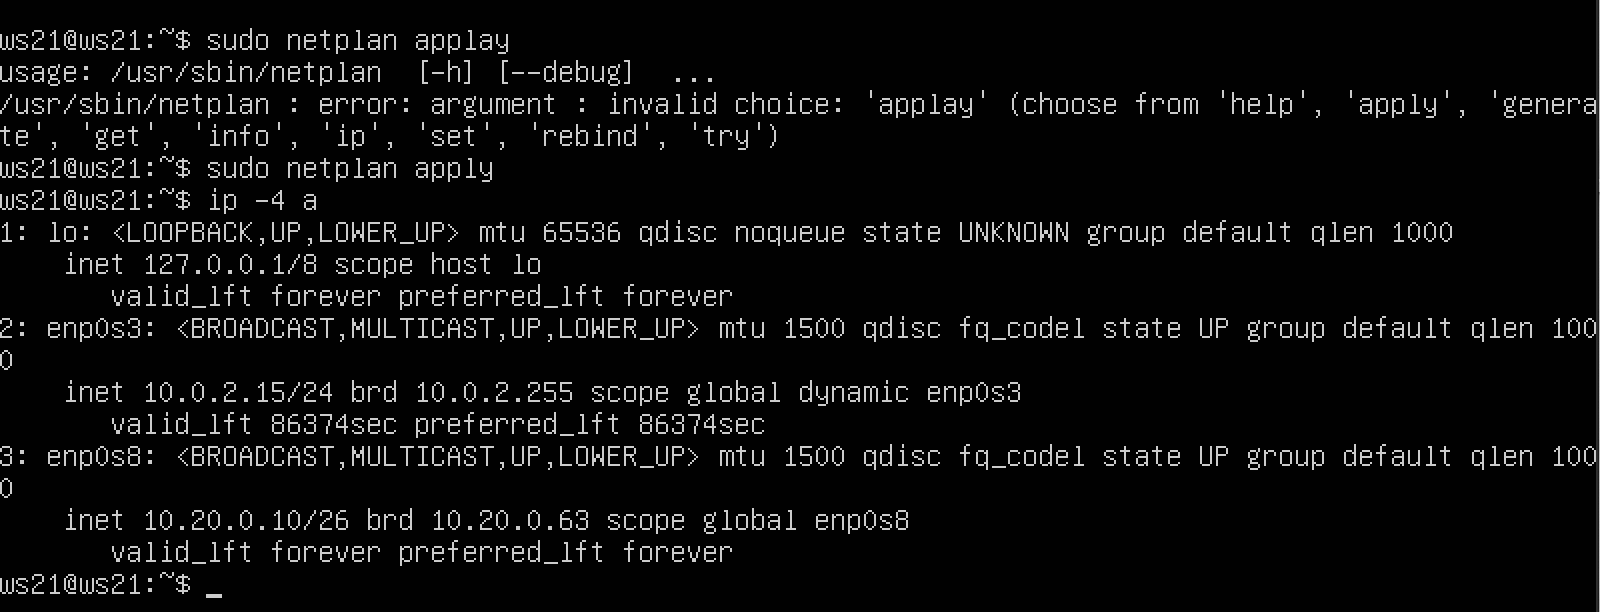 ws21@ws21:~$ sudo netplan applay
usage: /usr/sbin/netplan  [-h] [--debug]  ...
/usr/sbin/netplan : error: argument : invalid choice: 'applay' (choose from 'help', 'apply', 'genera
te', 'get', 'info', 'ip', 'set', 'rebind', 'try')
ws21@ws21:~$ sudo netplan apply
ws21@ws21:~$ ip -4 a
1: lo: <LOOPBACK,UP,LOWER_UP> mtu 65536 qdisc noqueue state UNKNOWN group default qlen 1000
    inet 127.0.0.1/8 scope host lo
       valid_lft forever preferred_lft forever
2: enp0s3: <BROADCAST,MULTICAST,UP,LOWER_UP> mtu 1500 qdisc fq_codel state UP group default qlen 100
0
    inet 10.0.2.15/24 brd 10.0.2.255 scope global dynamic enp0s3
       valid_lft 86374sec preferred_lft 86374sec
3: enp0s8: <BROADCAST,MULTICAST,UP,LOWER_UP> mtu 1500 qdisc fq_codel state UP group default qlen 100
0
    inet 10.20.0.10/26 brd 10.20.0.63 scope global enp0s8
       valid_lft forever preferred_lft forever
ws21@ws21:~$ _